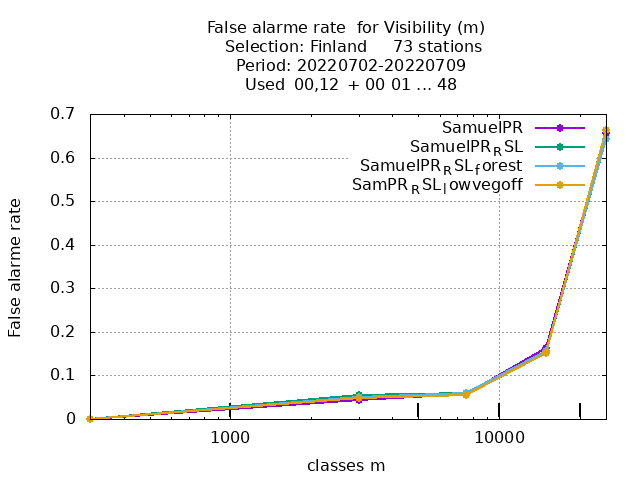 False alarme rate for Visibility (m)
Selection: Finland 73 stations
Period: 20220702-20220709
Used 00,12 + 00 01 ... 48
0.7
0.6
0.5
0.4
0.3
0.2
0.1
0
False alarme rate
SamuelPR
SamuelPR_RSL
SamuelPR_RSL_forest
SamPR_RSL_lowvegoff
1000
10000
classes m